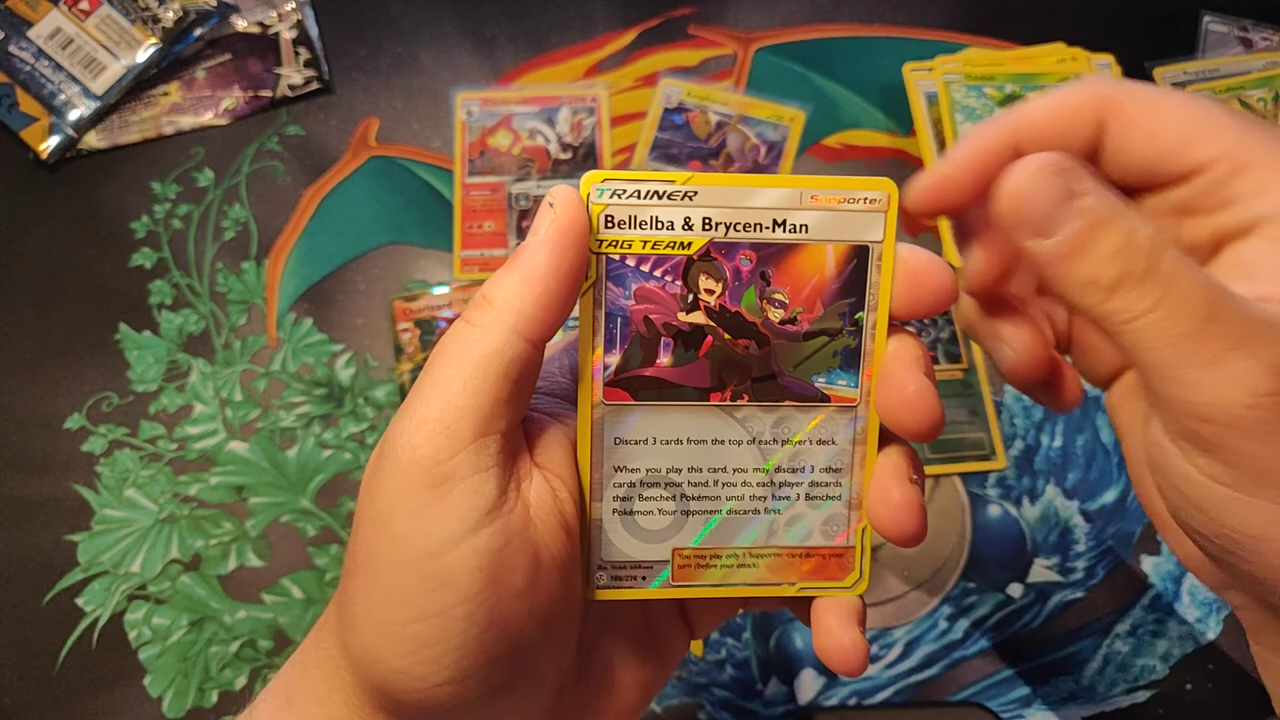 TRAINER
Supporter
Bellelba & Brycen-Man
TAG TEAM
Discard 3 cards from the top of each player's deck.
When you play this card, you may discard 3 other
cards from your hand. If you do, each player discards
their Benched Pokémon until they have 3 Benched
Pokémon. Your opponent discards first.
You may play only 1 Supporter card during your
turn (before your attack).
186/236